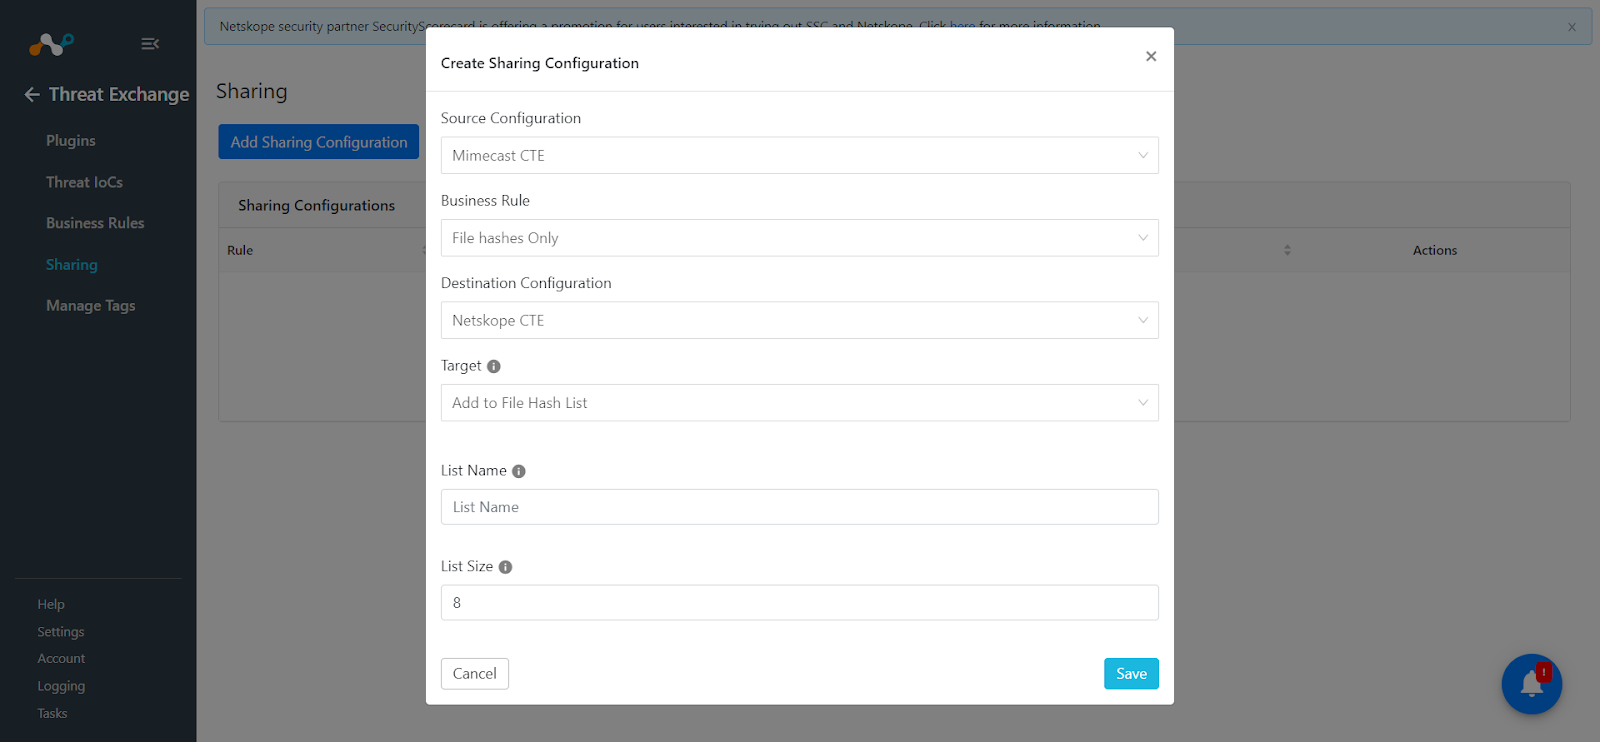 Netskope security partner SecurityScorecard is offering a promotion for users interested in trying out SSC and Netskope. Click here for more information.
Threat Exchange
Plugins
Threat IoCs
Business Rules
Sharing
Manage Tags
Help
Settings
Account
Logging
Tasks
Sharing
Add Sharing Configuration
Sharing Configurations
Rule
Actions
Create Sharing Configuration
Source Configuration
Mimecast CTE
Business Rule
File hashes Only
Destination Configuration
Netskope CTE
Target
Add to File Hash List
List Name
List Name
List Size
8
Cancel
Save
!